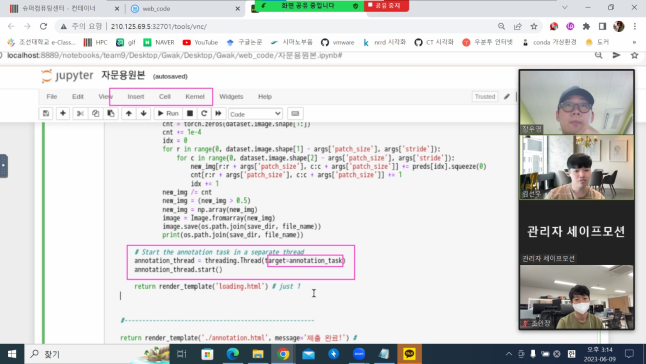 슈퍼컴퓨팅센터 - 컨테이너
web_code
화면 공유 중입니다
공유 중지
주의 요함
210.125.69.5:32701/tools/vnc/
조선대학교 e-Class...
HPC
glf
NAVER
YouTube
구글논문
시마노부품
vmware
nnd 시각화
CT 시각화
우분투 인터넷
conda 가상환경
도커
localhost:8889/notebooks/team9/Desktop/Gwak/Desktop/Gwak/web_code/자문용원본.ipynb#
jupyter 자문용원본 (autosaved)
File Edit View Insert Cell Kernel Widgets Help
Trusted
Run
Code
cnt = torch.zeros(dataset.image.shape[1:])
cnt += 1e-4
idx = 0
for r in range(0, dataset.image.shape[1] - args['patch_size'], args['stride']):
for c in range(0, dataset.image.shape[2] - args['patch_size'], args['stride']):
new_img[r:r + args['patch_size'], c:c + args['patch_size']] += preds[idx].squeeze(0)
cnt[r:r + args['patch_size'], c:c + args['patch_size']] += 1
idx += 1
new_img /= cnt
new_img = (new_img > 0.5)
new_img = np.array(new_img)
image = Image.fromarray(new_img)
image.save(os.path.join(save_dir, file_name))
print(os.path.join(save_dir, file_name))
# Start the annotation task in a separate thread
annotation_thread = threading.Thread(target=annotation_task)
annotation_thread.start()
return render_template('loading.html') # just ?
#----------------------------------------------------
return render_template('./annotation.html', message='제출 완료!') #
관리자 세이프모션
관리자 세이프모션
찾기
오후 3:14
2023-06-09